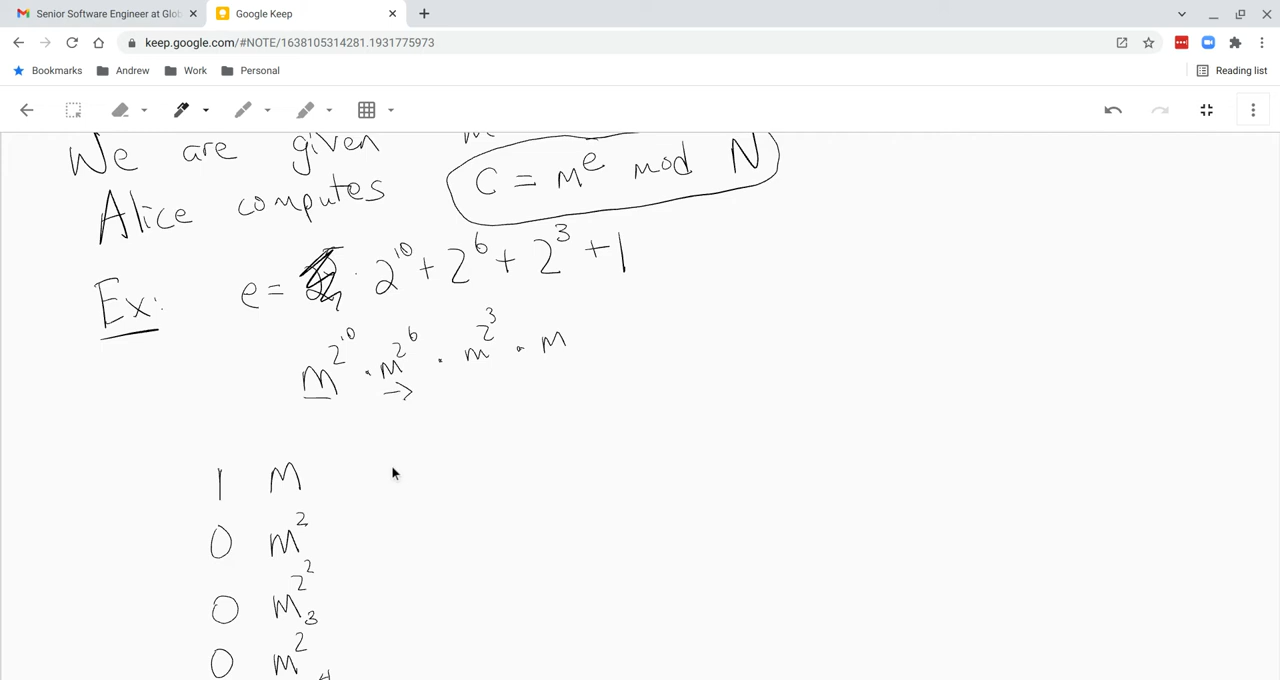 Senior Software Engineer at Glob
Google Keep
keep.google.com/#NOTE/1638105314281.1931775973
Bookmarks Andrew Work Personal Reading list
We are given m
Alice computes C = m^e mod N
Ex: e = 2^10 + 2^6 + 2^3 + 1
m^2^10 · m^2^6 · m^2^3 · m
1 M
0 m^2
0 m^2^2
0 m^2^3
4